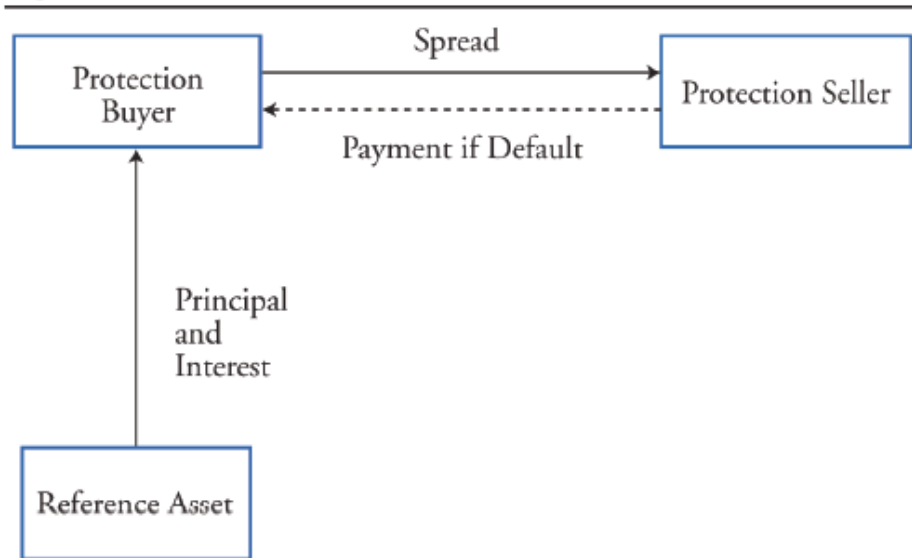 Spread
Protection
Buyer
Protection Seller
Payment if Default
Principal
and
Interest
Reference Asset